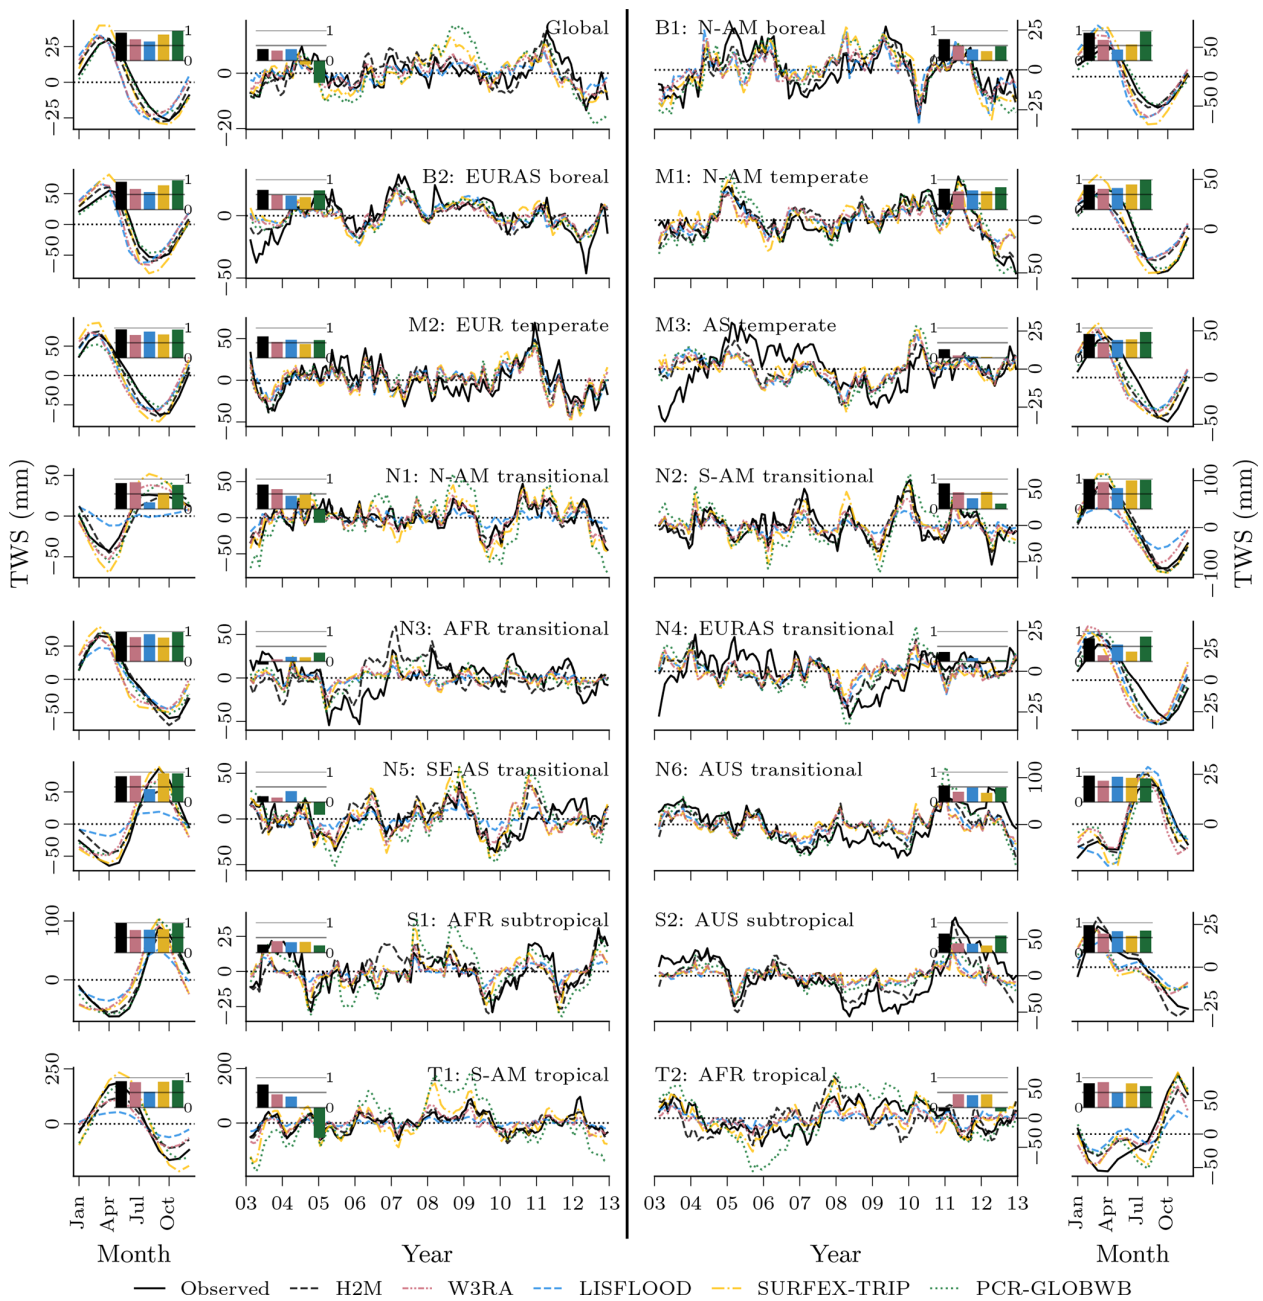 Global
B1: N-AM boreal
B2: EURAS boreal
M1: N-AM temperate
M2: EUR temperate
M3: AS temperate
N1: N-AM transitional
N2: S-AM transitional
N3: AFR transitional
N4: EURAS transitional
N5: SE-AS transitional
N6: AUS transitional
S1: AFR subtropical
S2: AUS subtropical
T1: S-AM tropical
T2: AFR tropical
TWS (mm)
TWS (mm)
Jan Apr Jul Oct
03 04 05 06 07 08 09 10 11 12 13
03 04 05 06 07 08 09 10 11 12 13
Jan Apr Jul Oct
Month Year Year Month
Observed H2M W3RA LISFLOOD SURFEX-TRIP PCR-GLOBWB